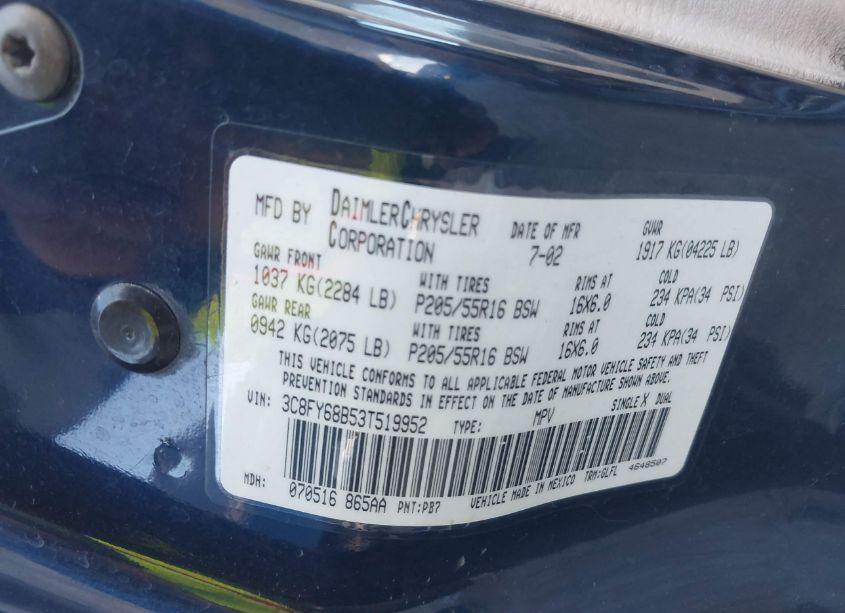 MFD BY DAIMLERCHRYSLER CORPORATION DATE OF MFR 7-02 GVWR 1917 KG(04225 LB)
GAWR FRONT WITH TIRES RIMS AT COLD
1037 KG(2284 LB) P205/55R16 BSW 16X6.0 234 KPA(34 PSI)
GAWR REAR WITH TIRES RIMS AT COLD
0942 KG(2075 LB) P205/55R16 BSW 16X6.0 234 KPA(34 PSI)
THIS VEHICLE CONFORMS TO ALL APPLICABLE FEDERAL MOTOR VEHICLE SAFETY AND THEFT
PREVENTION STANDARDS IN EFFECT ON THE DATE OF MANUFACTURE SHOWN ABOVE.
VIN: 3C8FY68B53T519952 TYPE: MPV SINGLE X DUAL
MDH: 070516 865AA PNT:PB7 VEHICLE MADE IN MEXICO TRM:GLFL 4648507